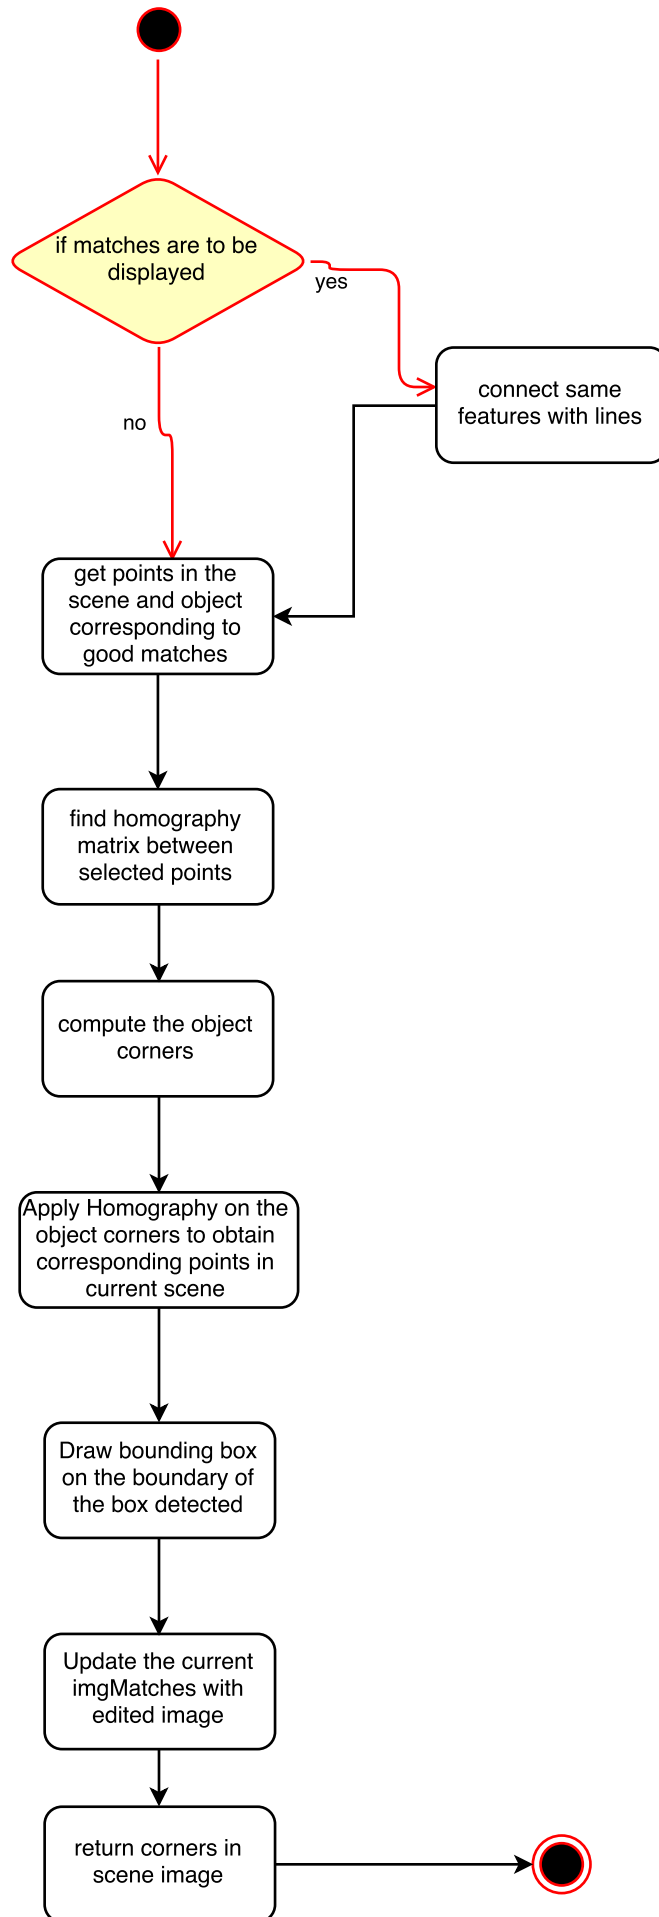 if matches are to be
displayed
yes
connect same
features with lines
no
get points in the
scene and object
corresponding to
good matches
find homography
matrix between
selected points
compute the object
corners
Apply Homography on the
object corners to obtain
corresponding points in
current scene
Draw bounding box
on the boundary of
the box detected
Update the current
imgMatches with
edited image
return corners in
scene image